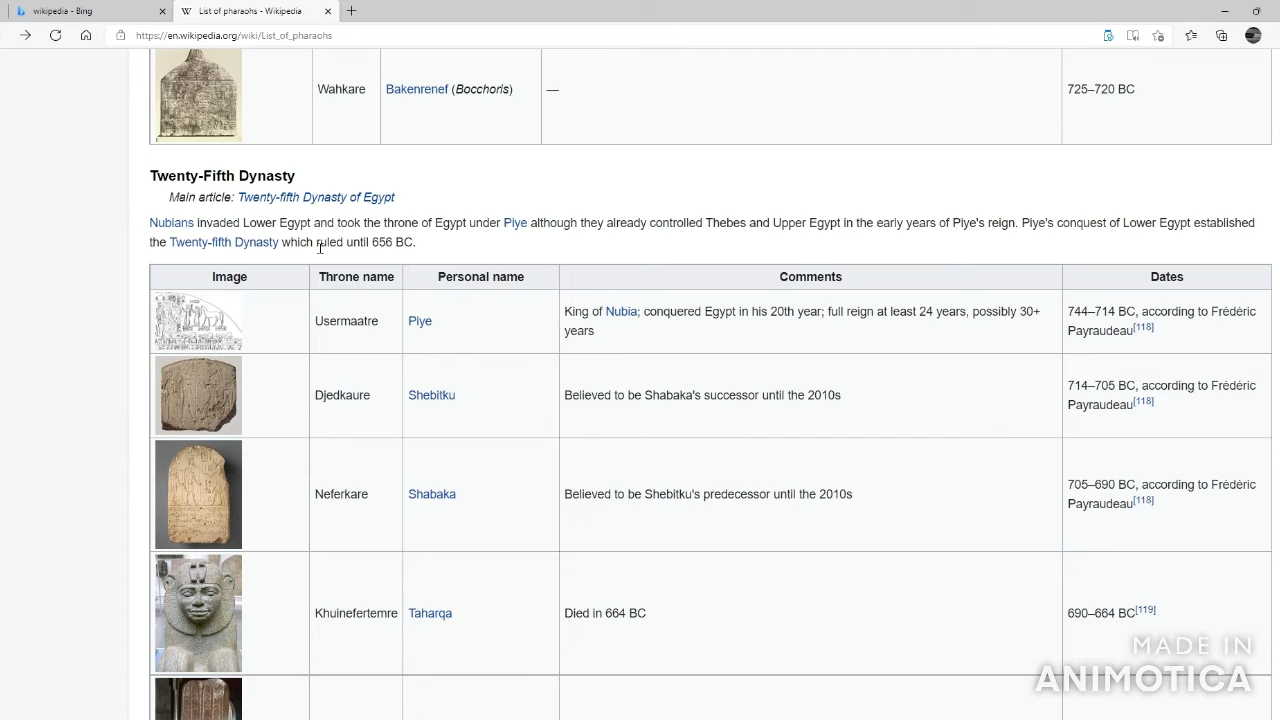 wikipedia - Bing
List of pharaohs - Wikipedia
https://en.wikipedia.org/wiki/List_of_pharaohs
Wahkare Bakenrenef (Bocchoris) — 725–720 BC
Twenty-Fifth Dynasty
Main article: Twenty-fifth Dynasty of Egypt
Nubians invaded Lower Egypt and took the throne of Egypt under Piye although they already controlled Thebes and Upper Egypt in the early years of Piye's reign. Piye's conquest of Lower Egypt established
the Twenty-fifth Dynasty which ruled until 656 BC.
Image Throne name Personal name Comments Dates
Usermaatre Piye King of Nubia; conquered Egypt in his 20th year; full reign at least 24 years, possibly 30+
years
744–714 BC, according to Frédéric
Payraudeau[118]
Djedkaure Shebitku Believed to be Shabaka's successor until the 2010s
714–705 BC, according to Frédéric
Payraudeau[118]
Neferkare Shabaka Believed to be Shebitku's predecessor until the 2010s
705–690 BC, according to Frédéric
Payraudeau[118]
Khuinefertemre Taharqa Died in 664 BC 690–664 BC[119]
MADE IN
ANIMOTICA